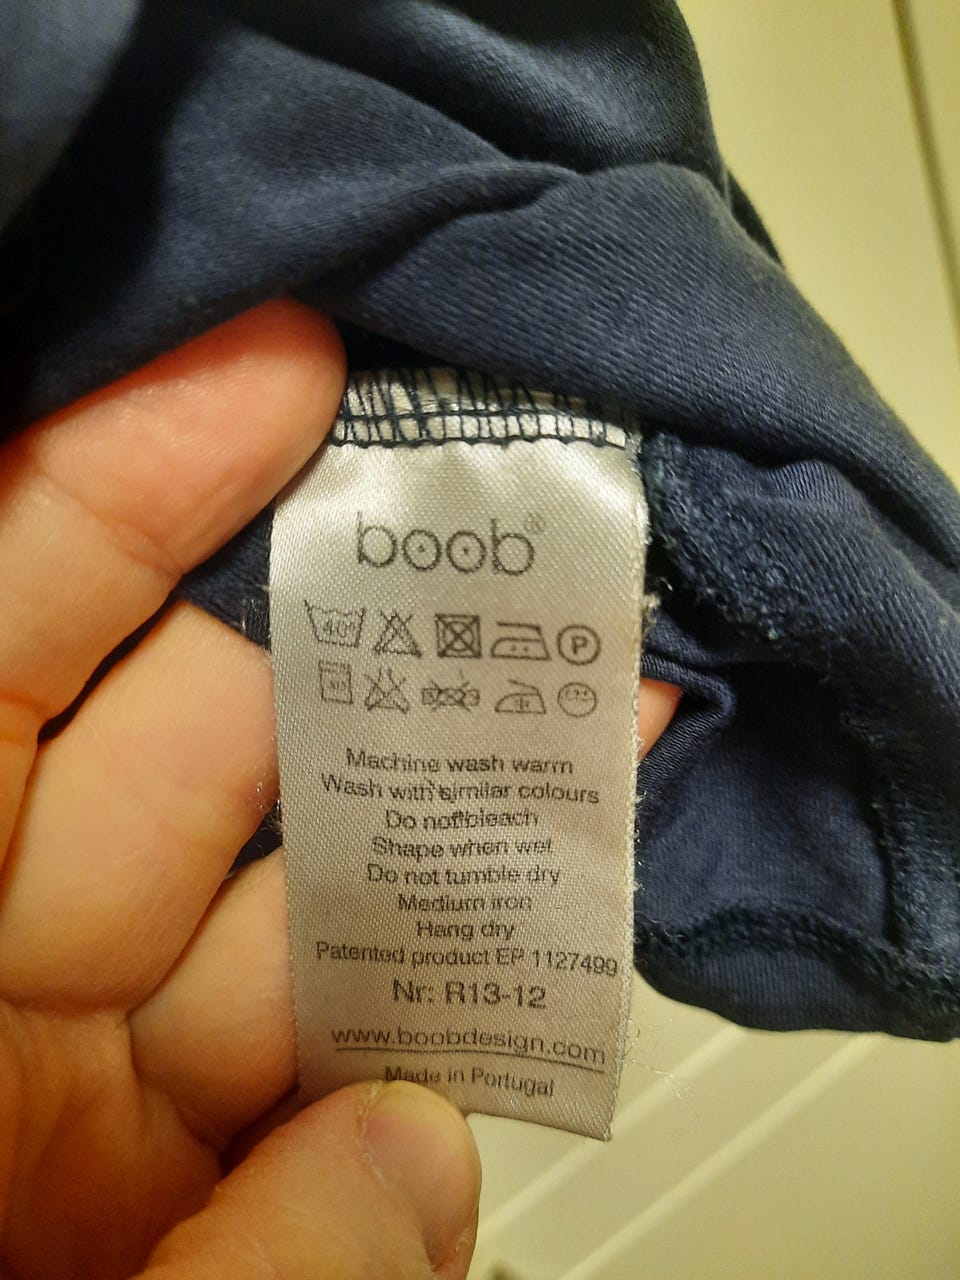 boob®
40°
P
Machine wash warm
Wash with similar colours
Do not bleach
Shape when wet
Do not tumble dry
Medium iron
Hang dry
Patented product EP 1127499
Nr: R13-12
www.boobdesign.com
Made in Portugal